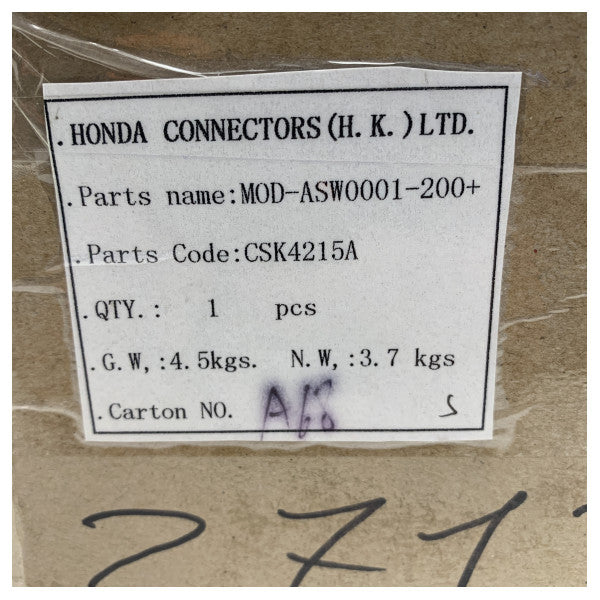 .HONDA CONNECTORS(H.K.)LTD.
.Parts name:MOD-ASW0001-200+
.Parts Code:CSK4215A
.QTY.: 1 pcs
.G.W,:4.5kgs. N.W,:3.7 kgs
.Carton NO.
271